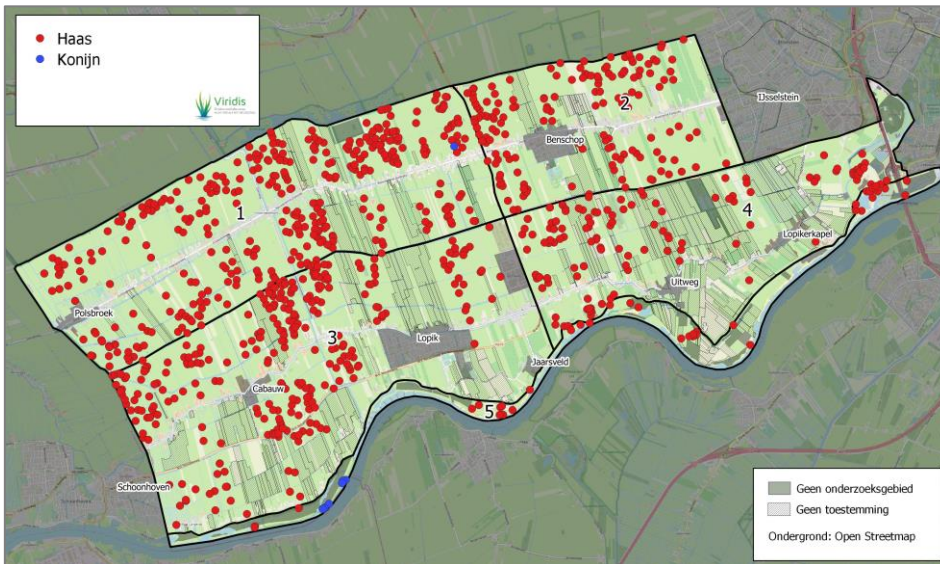 Haas
Konijn
Viridis
IJsselstein
2
Benschop
1
4
Lopikerkapel
Polsbroek
Uitweg
3
Lopik
Jaarsveld
Cabauw
5
Schoonhoven
Geen onderzoeksgebied
Geen toestemming
Ondergrond: Open Streetmap